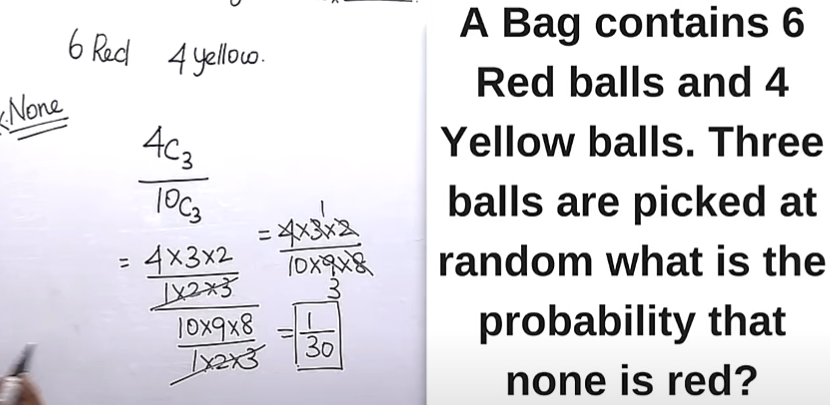 6 Red 4 yellow.
None
4C3
10C3
= 4×3×2
1×2×3
10×9×8
1×2×3
1
= 4×3×2
10×9×8
3
= 1
30
A Bag contains 6
Red balls and 4
Yellow balls. Three
balls are picked at
random what is the
probability that
none is red?